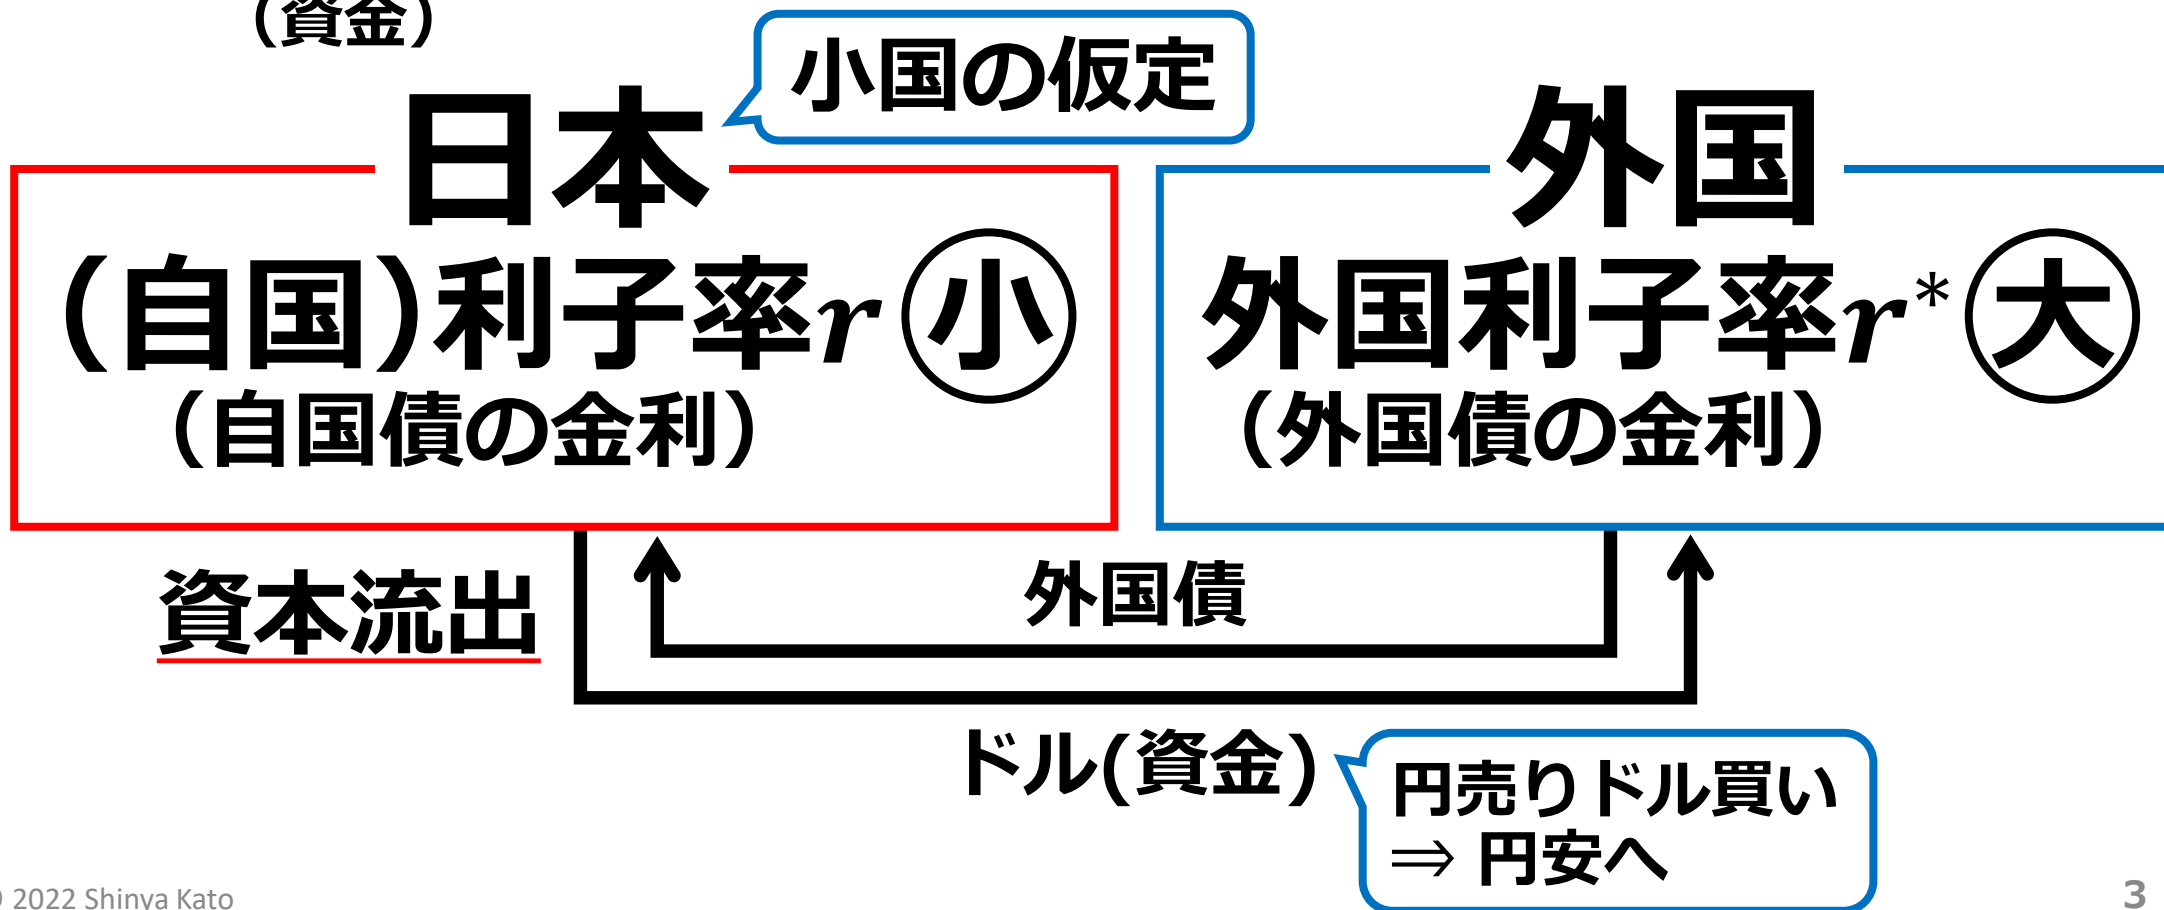 (資金)
小国の仮定
日本
外国
(自国)利子率r 小
外国利子率r* 大
(自国債の金利)
(外国債の金利)
資本流出
外国債
ドル(資金)
円売りドル買い
⇒ 円安へ
2022 Shinya Kato
3